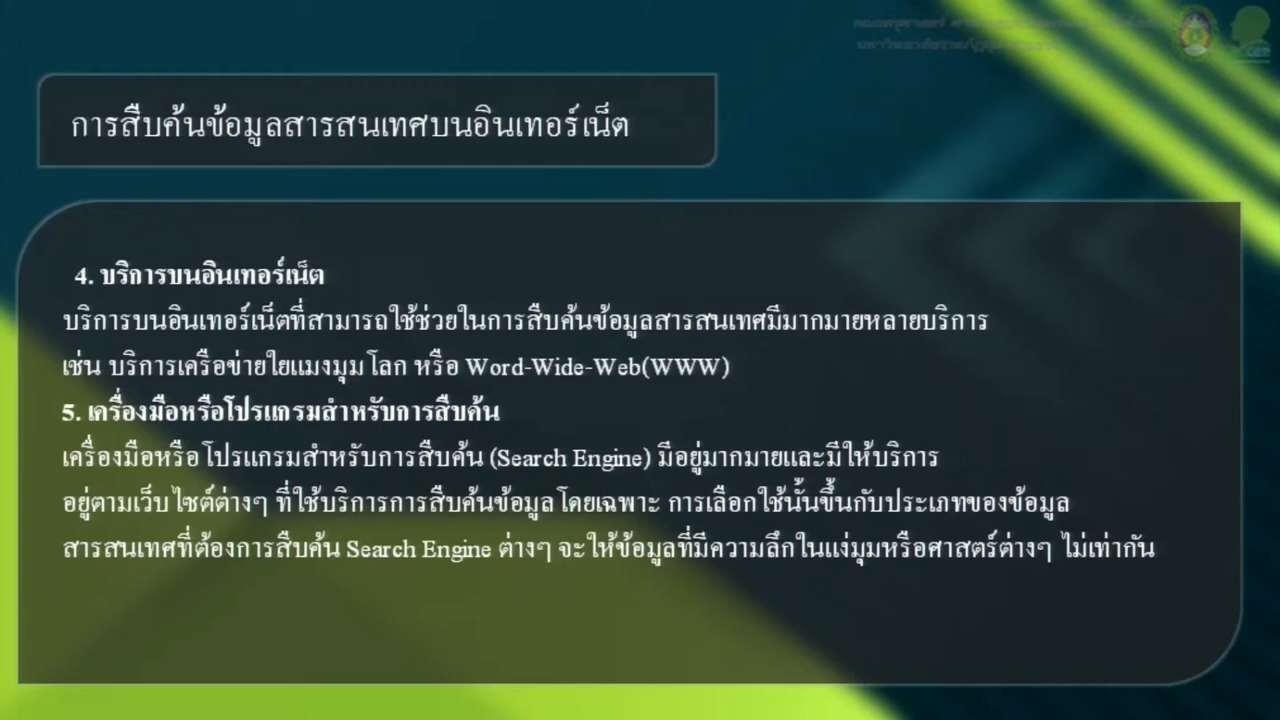 การสืบค้นข้อมูลสารสนเทศบนอินเทอร์เน็ต
4. บริการบนอินเทอร์เน็ต
บริการบนอินเทอร์เน็ตที่สามารถใช้ช่วยในการสืบค้นข้อมูลสารสนเทศมีมากมายหลายบริการ
เช่น บริการเครือข่ายใยแมงมุมโลก หรือ Word-Wide-Web(WWW)
5. เครื่องมือหรือโปรแกรมสำหรับการสืบค้น
เครื่องมือหรือโปรแกรมสำหรับการสืบค้น (Search Engine) มีอยู่มากมายและมีให้บริการ
อยู่ตามเว็บไซต์ต่างๆ ที่ใช้บริการการสืบค้นข้อมูลโดยเฉพาะ การเลือกใช้นั้นขึ้นกับประเภทของข้อมูล
สารสนเทศที่ต้องการสืบค้น Search Engine ต่างๆ จะให้ข้อมูลที่มีความลึกในแง่มุมหรือศาสตร์ต่างๆ ไม่เท่ากัน